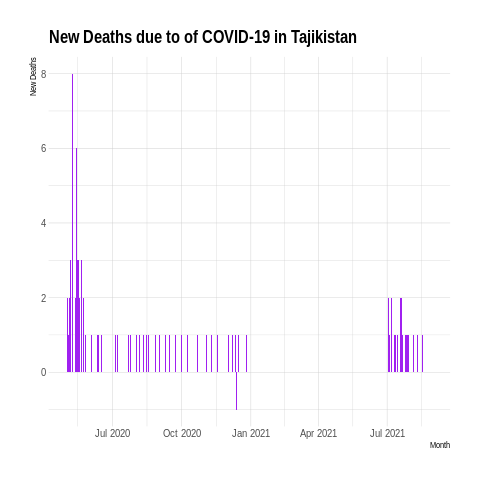 New Deaths due to of COVID-19 in Tajikistan
New Deaths
8
6
4
2
0
Jul 2020 Oct 2020 Jan 2021 Apr 2021 Jul 2021
Month